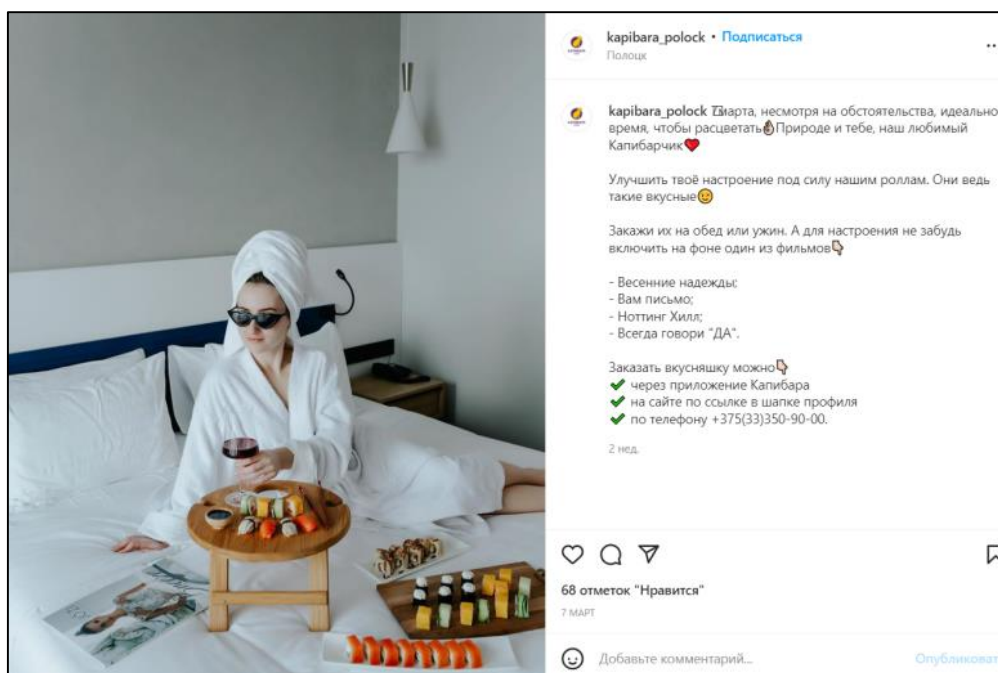 kapibara_polock • Подписаться
Полоцк
kapibara_polock марта, несмотря на обстоятельства, идеально
время, чтобы расцветать👌Природе и тебе, наш любимый
Капибарчик❤️
Улучшить твоё настроение под силу нашим роллам. Они ведь
такие вкусные😉
Закажи их на обед или ужин. А для настроения не забудь
включить на фоне один из фильмов👇
- Весенние надежды;
- Вам письмо;
- Ноттинг Хилл;
- Всегда говори "ДА".
Заказать вкусняшку можно👇
✔ через приложение Капибара
✔ на сайте по ссылке в шапке профиля
✔ по телефону +375(33)350-90-00.
2 нед.
68 отметок "Нравится"
7 МАРТ
Добавьте комментарий...
Опубликоват